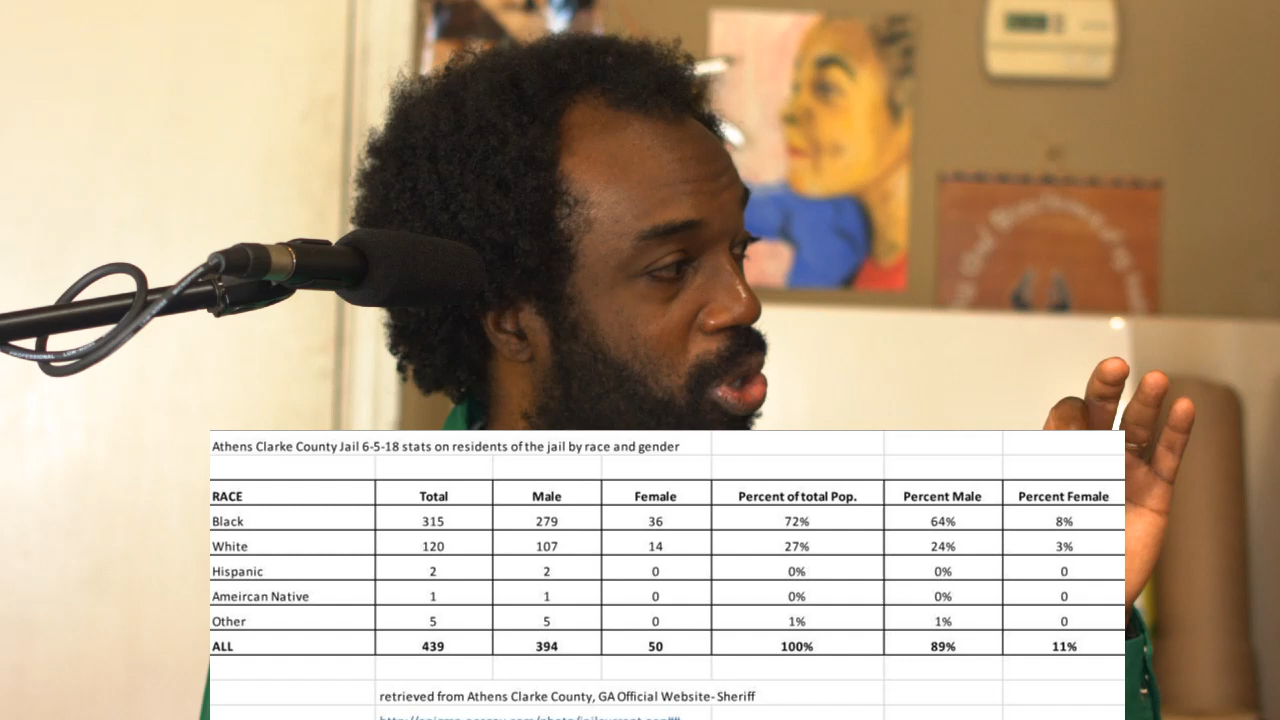 Athens Clarke County Jail 6-5-18 stats on residents of the jail by race and gender
RACE Total Male Female Percent of total Pop. Percent Male Percent Female
Black 315 279 36 72% 64% 8%
White 120 107 14 27% 24% 3%
Hispanic 2 2 0 0% 0% 0
Ameircan Native 1 1 0 0% 0% 0
Other 5 5 0 1% 1% 0
ALL 439 394 50 100% 89% 11%
retrieved from Athens Clarke County, GA Official Website- Sheriff
PROFESSIONAL